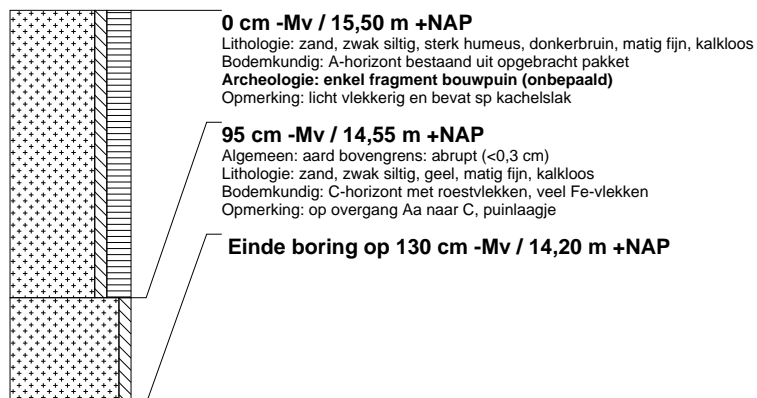 0 cm -Mv / 15,50 m +NAP
Lithologie: zand, zwak siltig, sterk humeus, donkerbruin, matig fijn, kalkloos
Bodemkundig: A-horizont bestaand uit opgebracht pakket
Archeologie: enkel fragment bouwpuin (onbepaald)
Opmerking: licht vlekkerig en bevat sp kachelslak
95 cm -Mv / 14,55 m +NAP
Algemeen: aard bovengrens: abrupt (<0,3 cm)
Lithologie: zand, zwak siltig, geel, matig fijn, kalkloos
Bodemkundig: C-horizont met roestvlekken, veel Fe-vlekken
Opmerking: op overgang Aa naar C, puinlaagje
Einde boring op 130 cm -Mv / 14,20 m +NAP